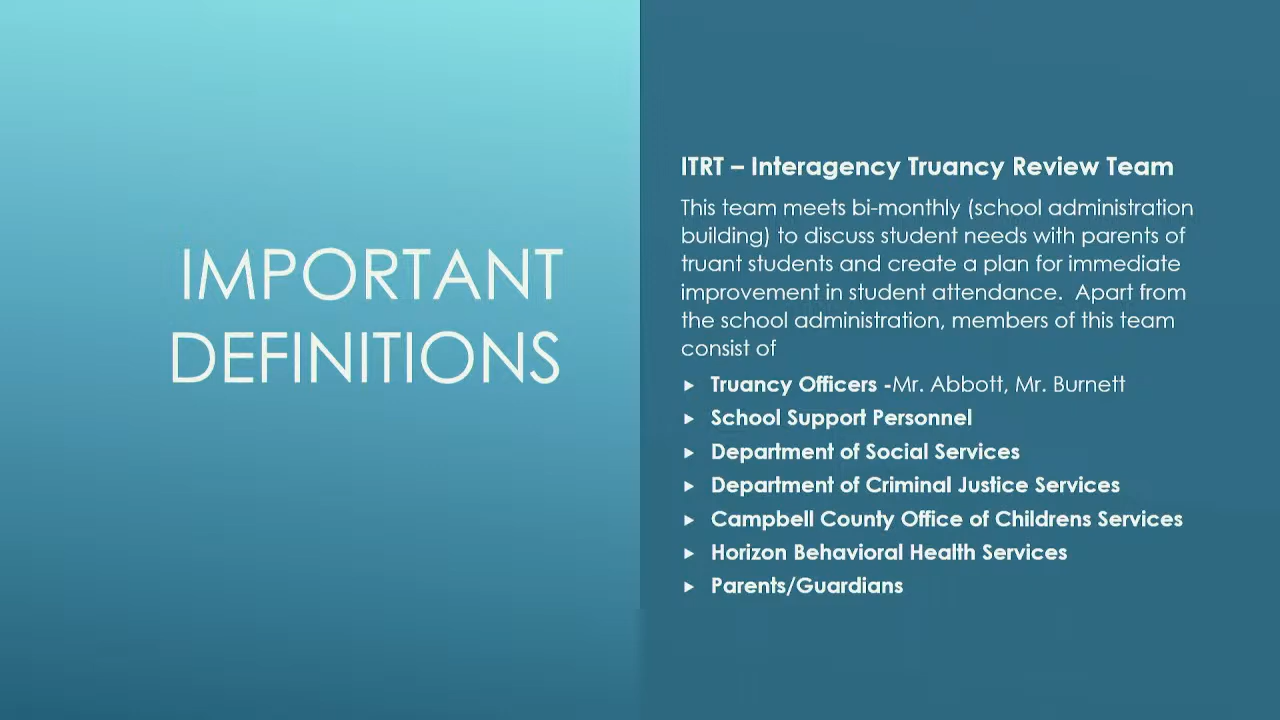 IMPORTANT
DEFINITIONS
ITRT – Interagency Truancy Review Team
This team meets bi-monthly (school administration
building) to discuss student needs with parents of
truant students and create a plan for immediate
improvement in student attendance.  Apart from
the school administration, members of this team
consist of
Truancy Officers -Mr. Abbott, Mr. Burnett
School Support Personnel
Department of Social Services
Department of Criminal Justice Services
Campbell County Office of Childrens Services
Horizon Behavioral Health Services
Parents/Guardians